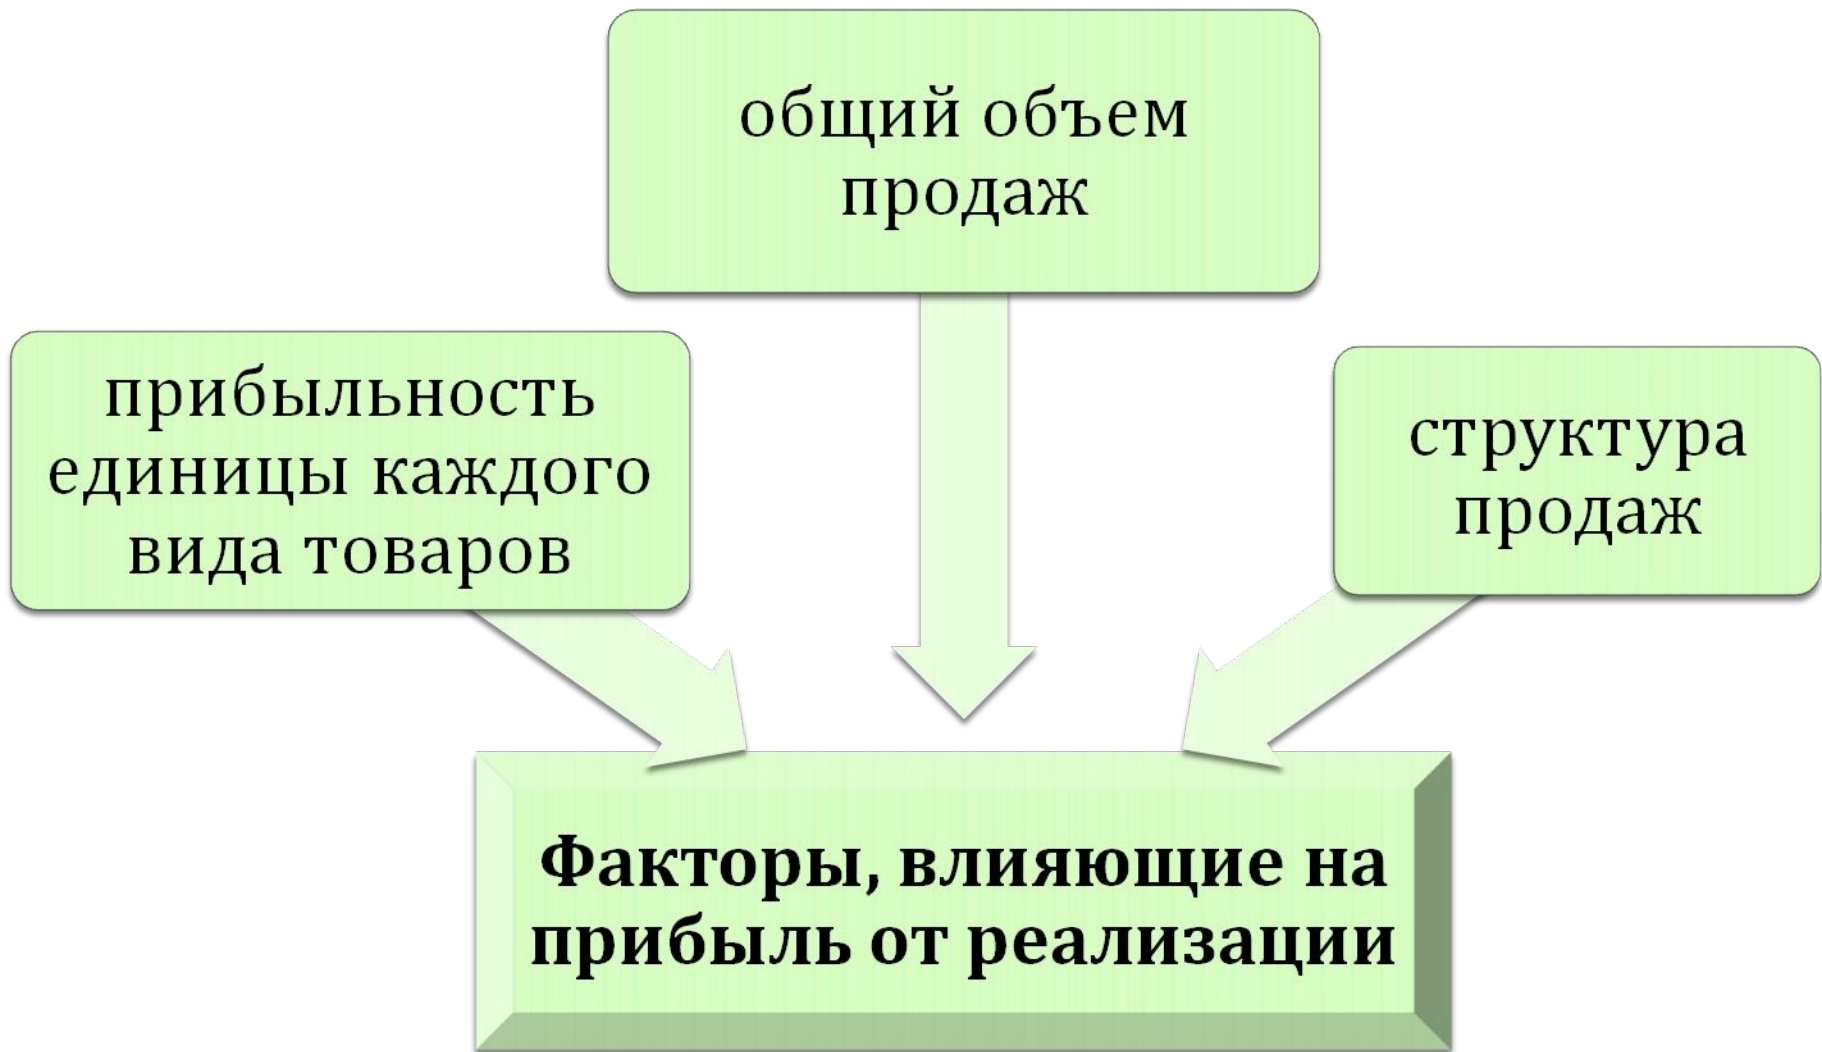 общий объем
продаж
прибыльность
единицы каждого
вида товаров
структура
продаж
Факторы, влияющие на
прибыль от реализации